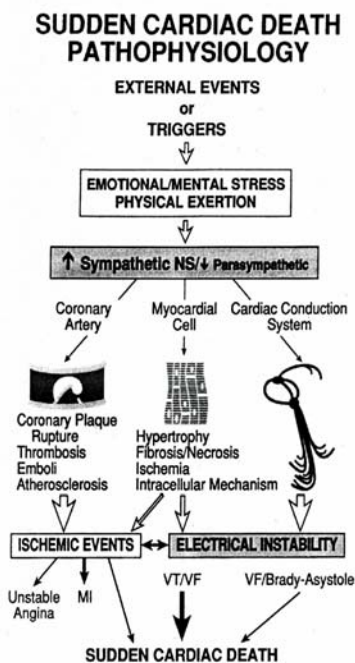 SUDDEN CARDIAC DEATH
PATHOPHYSIOLOGY
EXTERNAL EVENTS
or
TRIGGERS
EMOTIONAL/MENTAL STRESS
PHYSICAL EXERTION
↑ Sympathetic NS/↓ Parasympathetic
Coronary
Artery
Myocardial
Cell
Cardiac Conduction
System
Coronary Plaque
Rupture
Thrombosis
Emboli
Atherosclerosis
Hypertrophy
Fibrosis/Necrosis
Ischemia
Intracellular Mechanism
ISCHEMIC EVENTS
ELECTRICAL INSTABILITY
Unstable
Angina
MI
VT/VF
VF/Brady-Asystole
SUDDEN CARDIAC DEATH